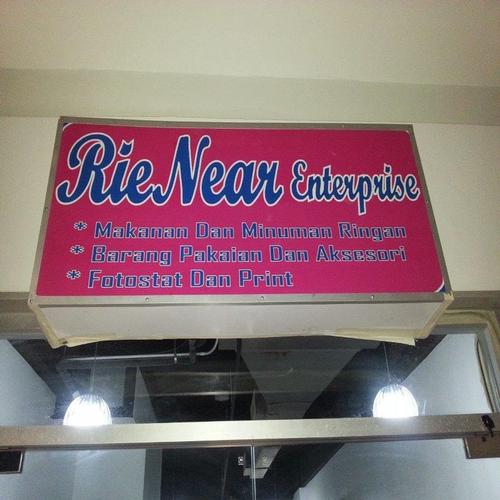 RieNear Enterprise
* Makanan Dan Minuman Ringan
* Barang Pakaian Dan Aksesori
* Fotostat Dan Print